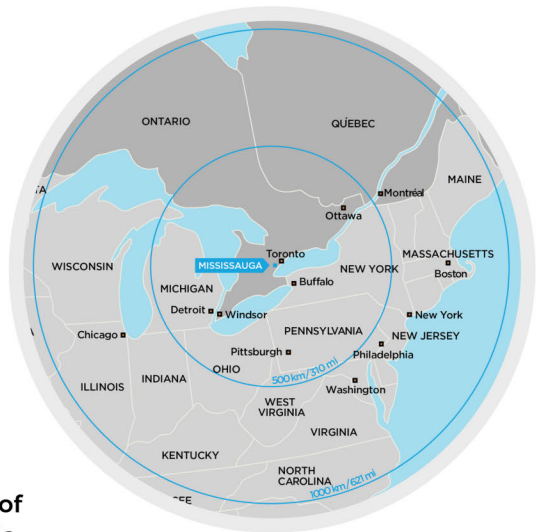 ONTARIO
QUÉBEC
MAINE
TA
Montréal
Ottawa
Toronto
MISSISSAUGA
MASSACHUSETTS
Boston
WISCONSIN
NEW YORK
Buffalo
MICHIGAN
Detroit
Windsor
New York
Chicago
PENNSYLVANIA
NEW JERSEY
Pittsburgh
Philadelphia
OHIO
500 km/310 mi
INDIANA
ILLINOIS
Washington
WEST
VIRGINIA
VIRGINIA
KENTUCKY
NORTH
CAROLINA
1000 km/621 mi
of